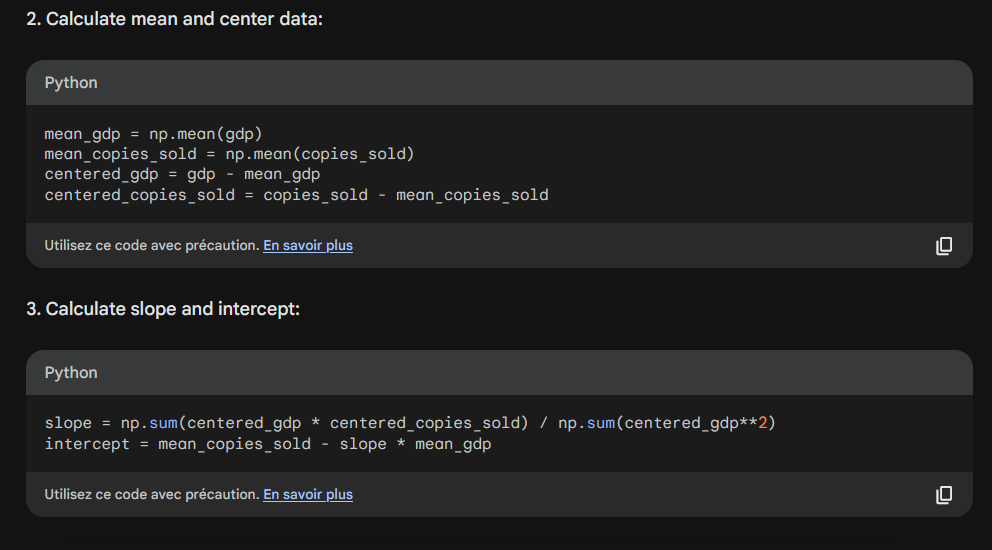 2. Calculate mean and center data:
Python
mean_gdp = np.mean(gdp)
mean_copies_sold = np.mean(copies_sold)
centered_gdp = gdp - mean_gdp
centered_copies_sold = copies_sold - mean_copies_sold
Utilisez ce code avec précaution. En savoir plus
3. Calculate slope and intercept:
Python
slope = np.sum(centered_gdp * centered_copies_sold) / np.sum(centered_gdp**2)
intercept = mean_copies_sold - slope * mean_gdp
Utilisez ce code avec précaution. En savoir plus